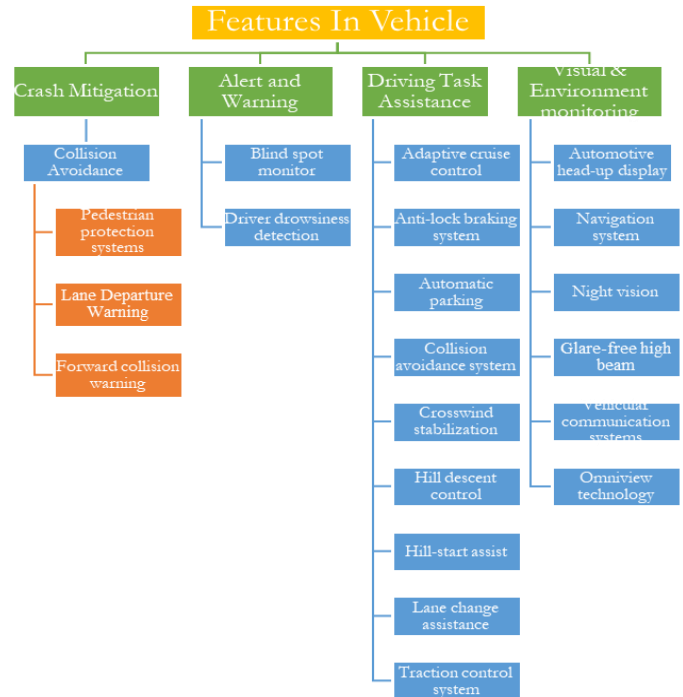 Features In Vehicle
Crash Mitigation
Collision
Avoidance
Pedestrian
protection
systems
Lane Departure
Warning
Forward collision
warning
Alert and
Warning
Blind spot
monitor
Driver drowsiness
detection
Driving Task
Assistance
Adaptive cruise
control
Anti-lock braking
system
Automatic
parking
Collision
avoidance system
Crosswind
stabilization
Hill descent
control
Hill-start assist
Lane change
assistance
Traction control
system
Visual &
Environment
monitoring
Automotive
head-up display
Navigation
system
Night vision
Glare-free high
beam
Vehicular
communication
systems
Omniview
technology